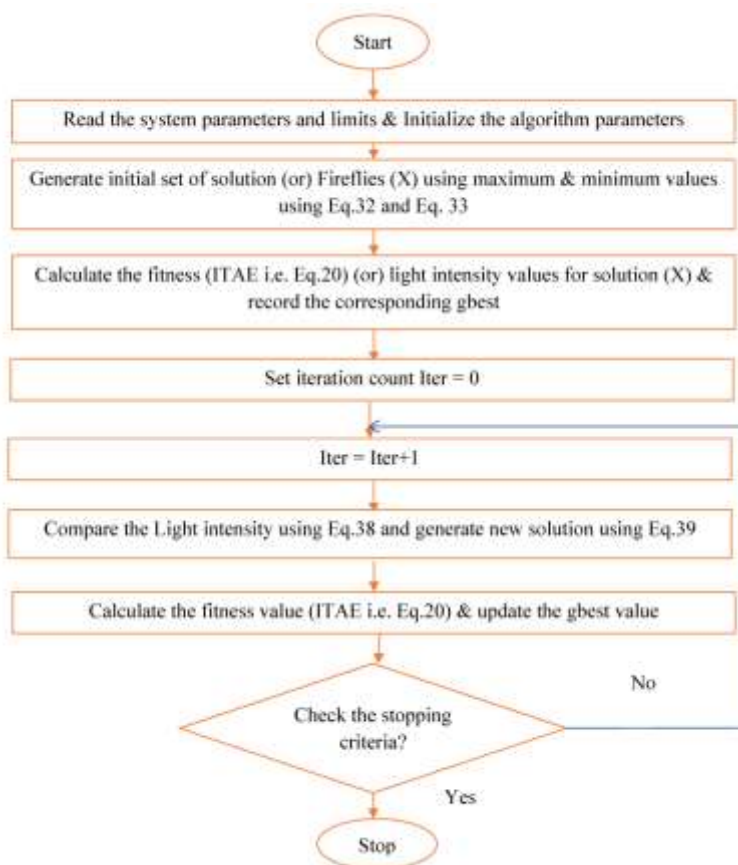 Start
Read the system parameters and limits & Initialize the algorithm parameters
Generate initial set of solution (or) Fireflies (X) using maximum & minimum values
using Eq.32 and Eq. 33
Calculate the fitness (ITAE i.e. Eq.20) (or) light intensity values for solution (X) &
record the corresponding gbest
Set iteration count Iter = 0
Iter = Iter+1
Compare the Light intensity using Eq.38 and generate new solution using Eq.39
Calculate the fitness value (ITAE i.e. Eq.20) & update the gbest value
No
Check the stopping
criteria?
Yes
Stop